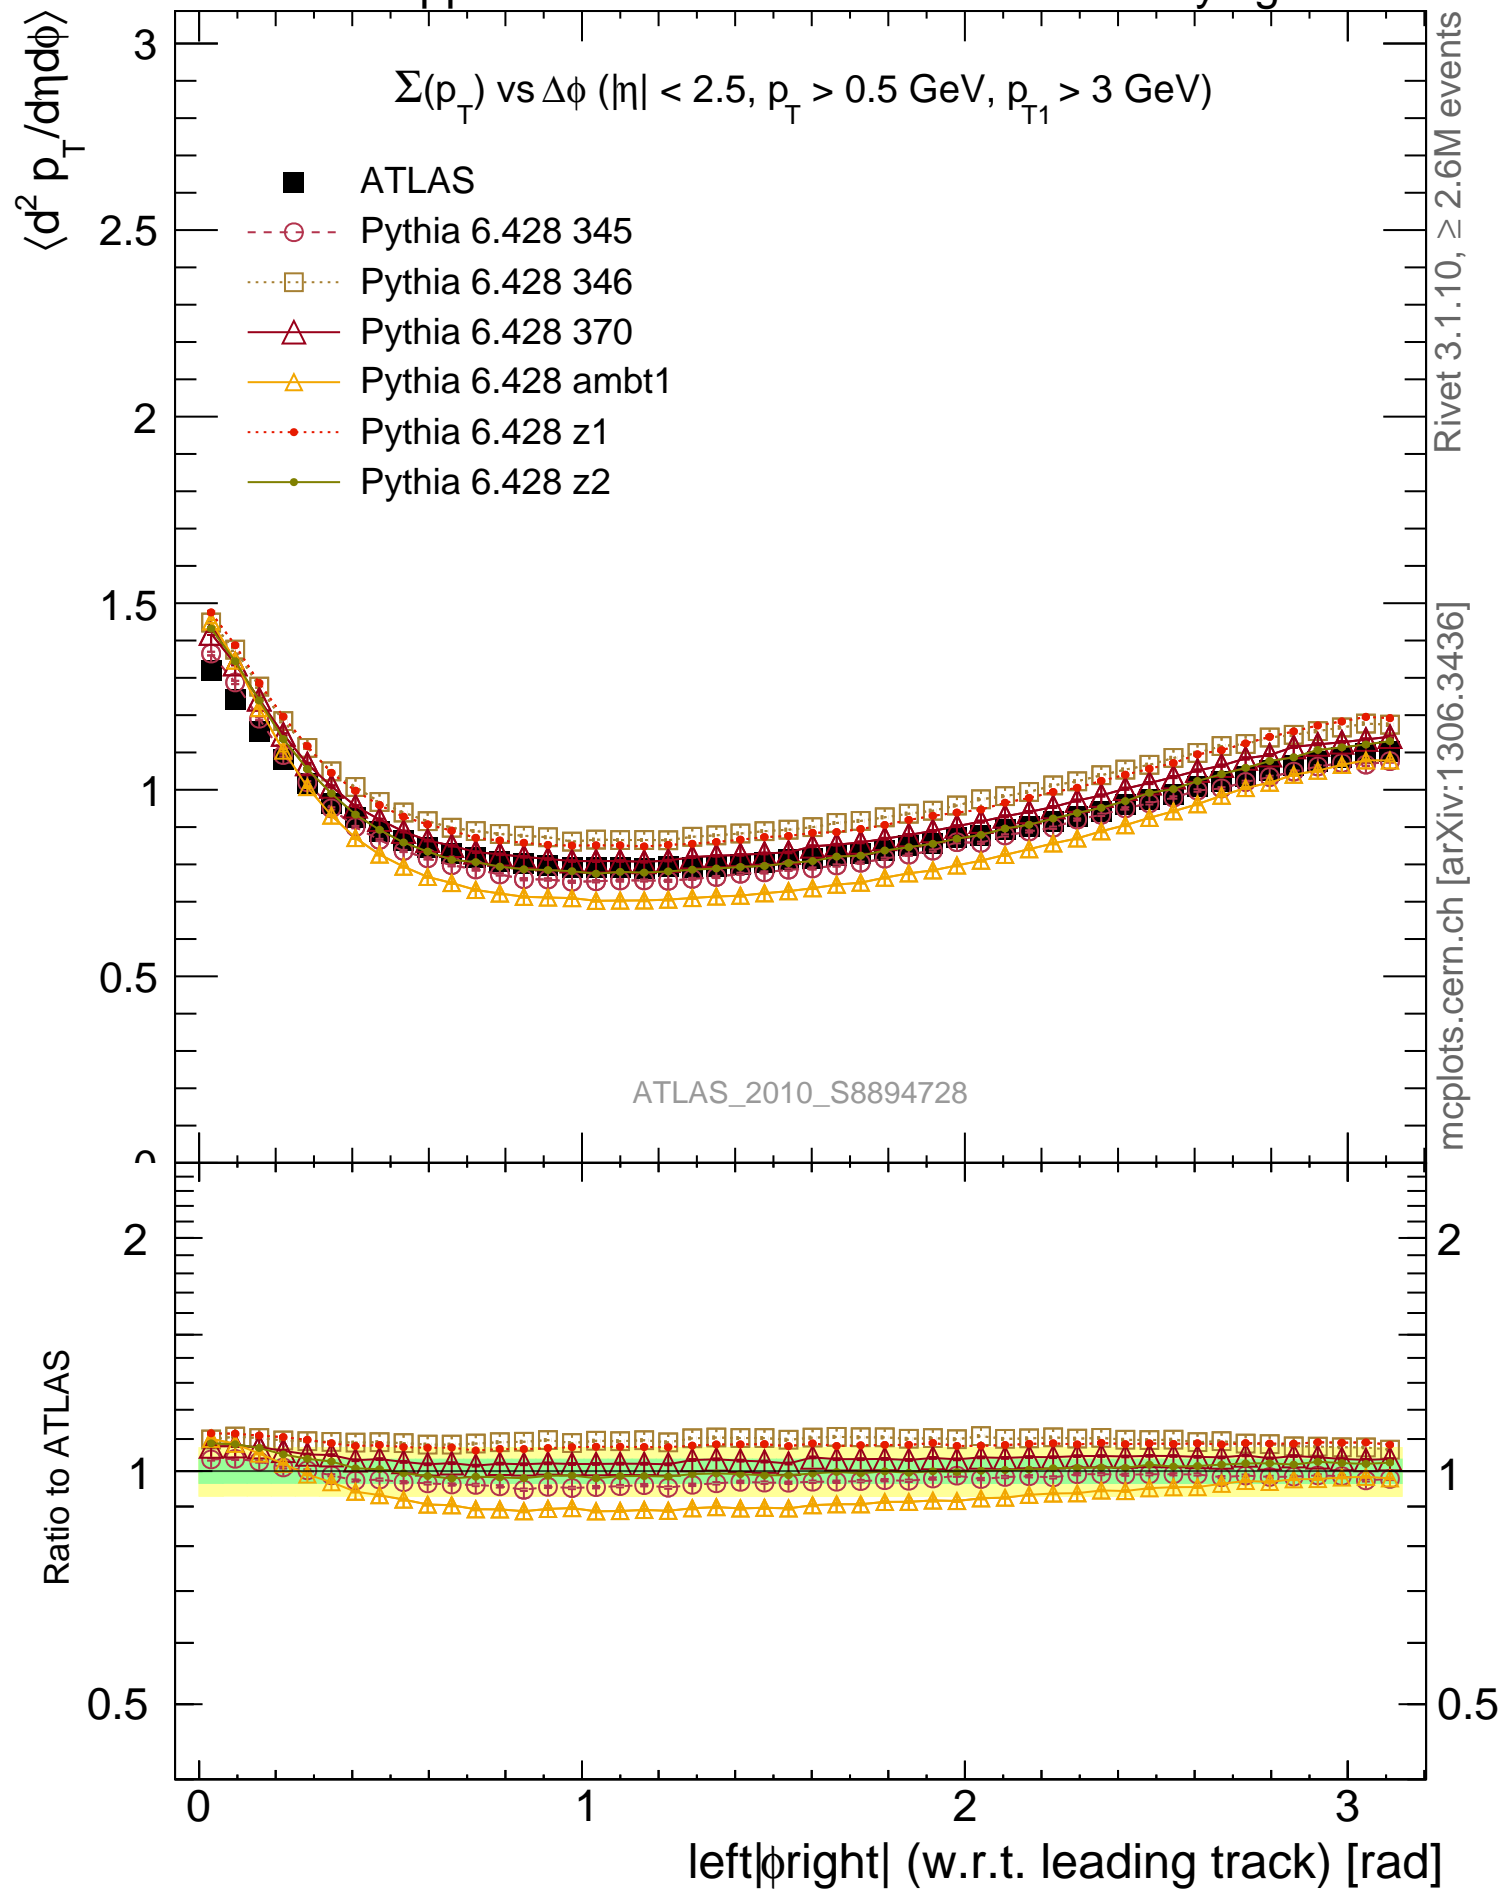 Σ(p_T) vs Δϕ (|η| < 2.5, p_T > 0.5 GeV, p_T1 > 3 GeV)
⟨d² p_T/dηdϕ⟩
ATLAS
Pythia 6.428 345
Pythia 6.428 346
Pythia 6.428 370
Pythia 6.428 ambt1
Pythia 6.428 z1
Pythia 6.428 z2
3
2.5
2
1.5
1
0.5
ATLAS_2010_S8894728
Rivet 3.1.10, ≥ 2.6M events
mcplots.cern.ch [arXiv:1306.3436]
Ratio to ATLAS
2
1
0.5
2
1
0.5
0
1
2
3
left|ϕright| (w.r.t. leading track) [rad]